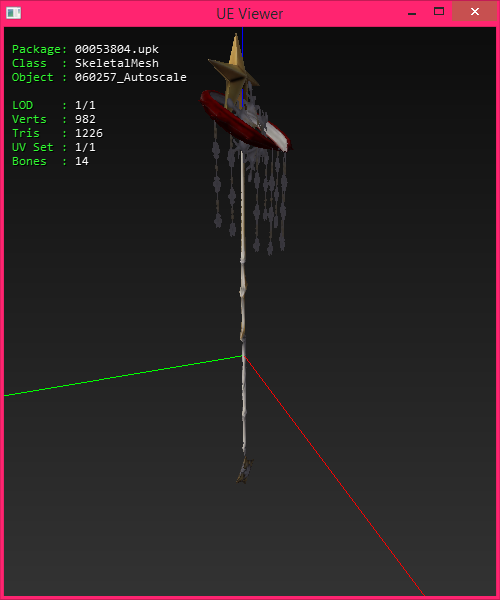 UE Viewer
Package: 00053804.upk
Class  : SkeletalMesh
Object : 060257_Autoscale
LOD    : 1/1
Verts  : 982
Tris   : 1226
UV Set : 1/1
Bones  : 14